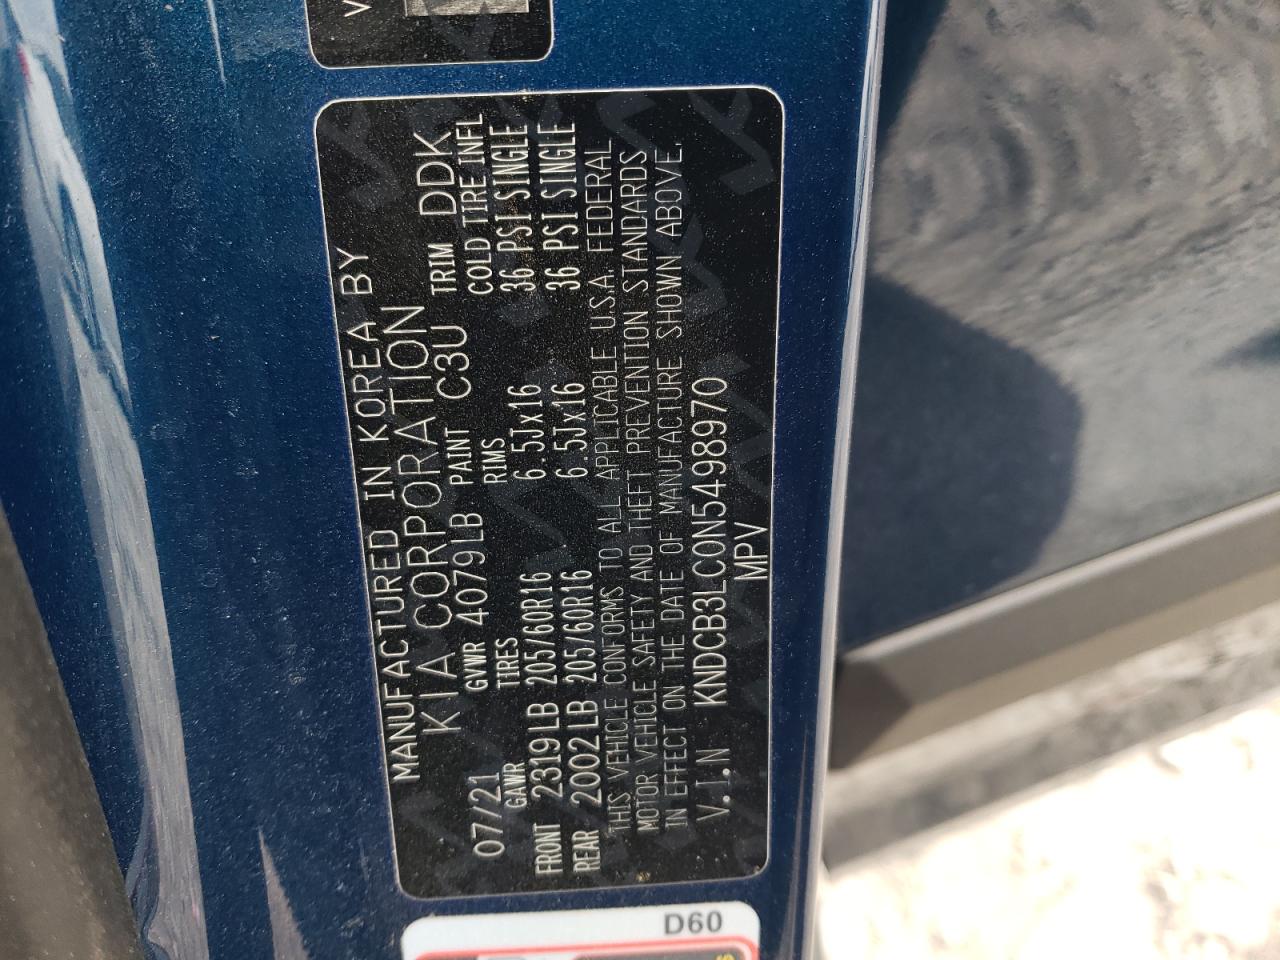 V
MANUFACTURED IN KOREA BY
KIA CORPORATION
07/21 GVWR 4079LB PAINT C3U TRIM DDK
GAWR TIRES RIMS COLD TIRE INFL
FRONT 2319LB 205/60R16 6.5Jx16 36 PSI SINGLE
REAR 2002LB 205/60R16 6.5Jx16 36 PSI SINGLE
THIS VEHICLE CONFORMS TO ALL APPLICABLE U.S.A. FEDERAL
MOTOR VEHICLE SAFETY AND THEFT PREVENTION STANDARDS
IN EFFECT ON THE DATE OF MANUFACTURE SHOWN ABOVE.
V.I.N KNDCB3LC0N5498970
MPV
D60